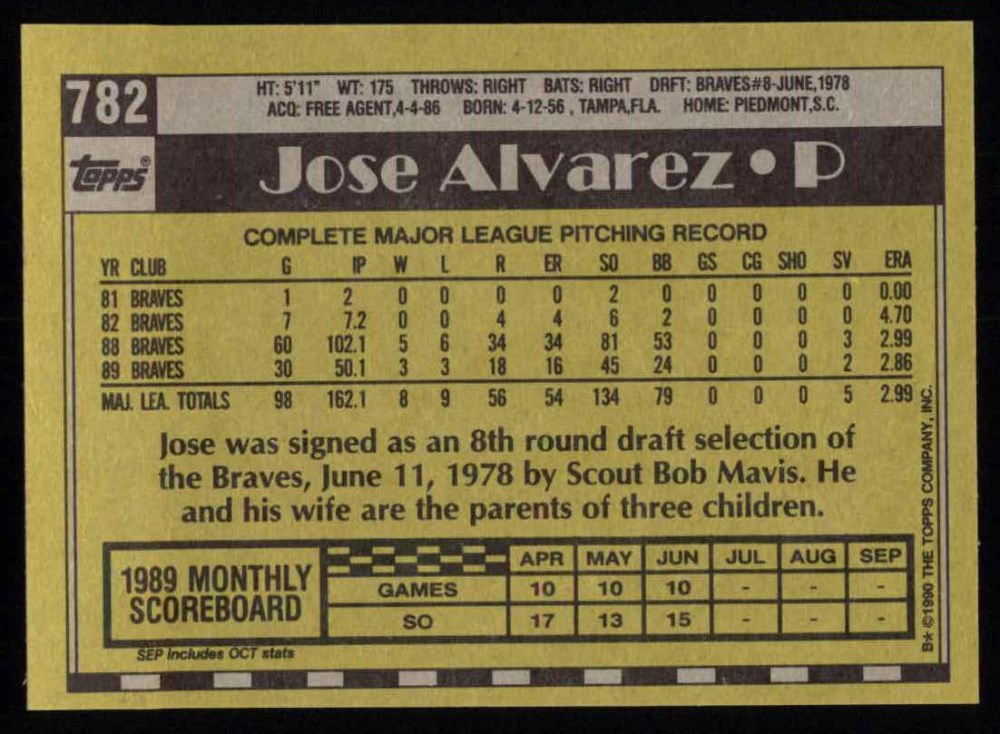 782
HT: 5'11" WT: 175 THROWS: RIGHT BATS: RIGHT DRFT: BRAVES#8-JUNE,1978
ACQ: FREE AGENT,4-4-86 BORN: 4-12-56 , TAMPA,FLA. HOME: PIEDMONT,S.C.
Topps®
Jose Alvarez • P
COMPLETE MAJOR LEAGUE PITCHING RECORD
YR CLUB G IP W L R ER SO BB GS CG SHO SV ERA
81 BRAVES 1 2 0 0 0 0 2 0 0 0 0 0 0.00
82 BRAVES 7 7.2 0 0 4 4 6 2 0 0 0 0 4.70
88 BRAVES 60 102.1 5 6 34 34 81 53 0 0 0 3 2.99
89 BRAVES 30 50.1 3 3 18 16 45 24 0 0 0 2 2.86
MAJ. LEA. TOTALS 98 162.1 8 9 56 54 134 79 0 0 0 5 2.99
Jose was signed as an 8th round draft selection of
the Braves, June 11, 1978 by Scout Bob Mavis. He
and his wife are the parents of three children.
1989 MONTHLY
SCOREBOARD
APR MAY JUN JUL AUG SEP
GAMES 10 10 10 - - -
SO 17 13 15 - - -
SEP includes OCT stats
B* ©1990 THE TOPPS COMPANY, INC.